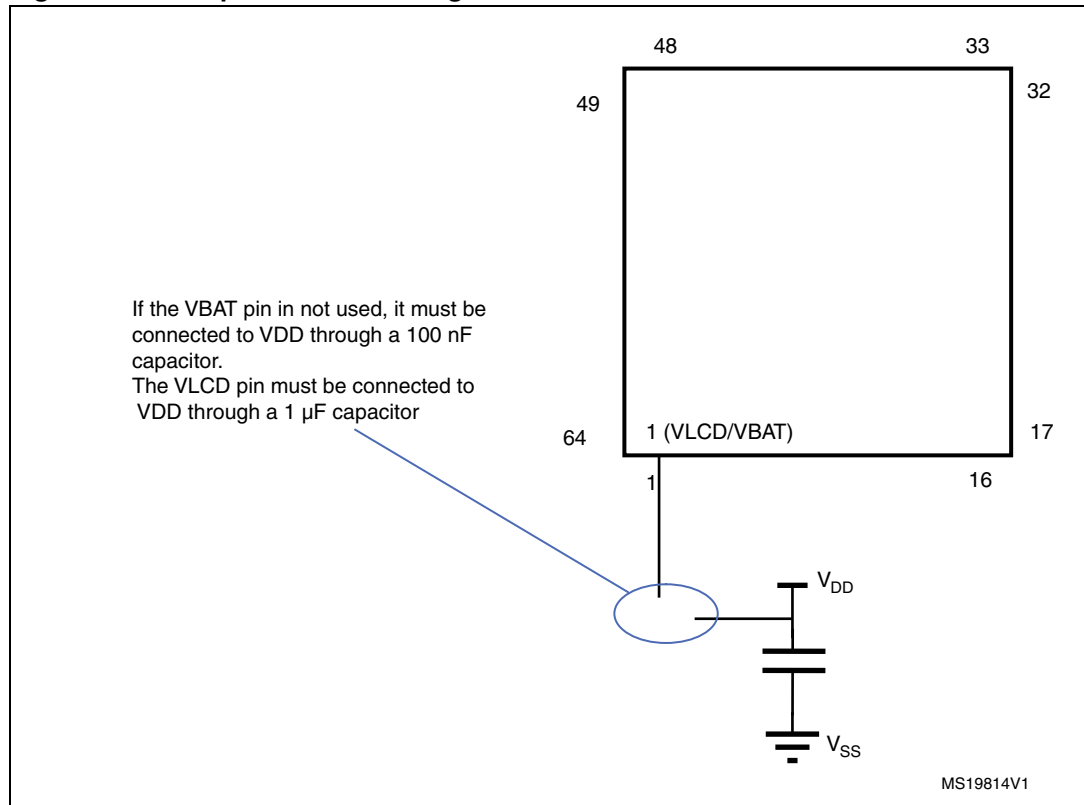 48 33
49 32
If the VBAT pin in not used, it must be
connected to VDD through a 100 nF
capacitor.
The VLCD pin must be connected to
VDD through a 1 µF capacitor
64 1 (VLCD/VBAT) 17
1 16
VDD
VSS
MS19814V1